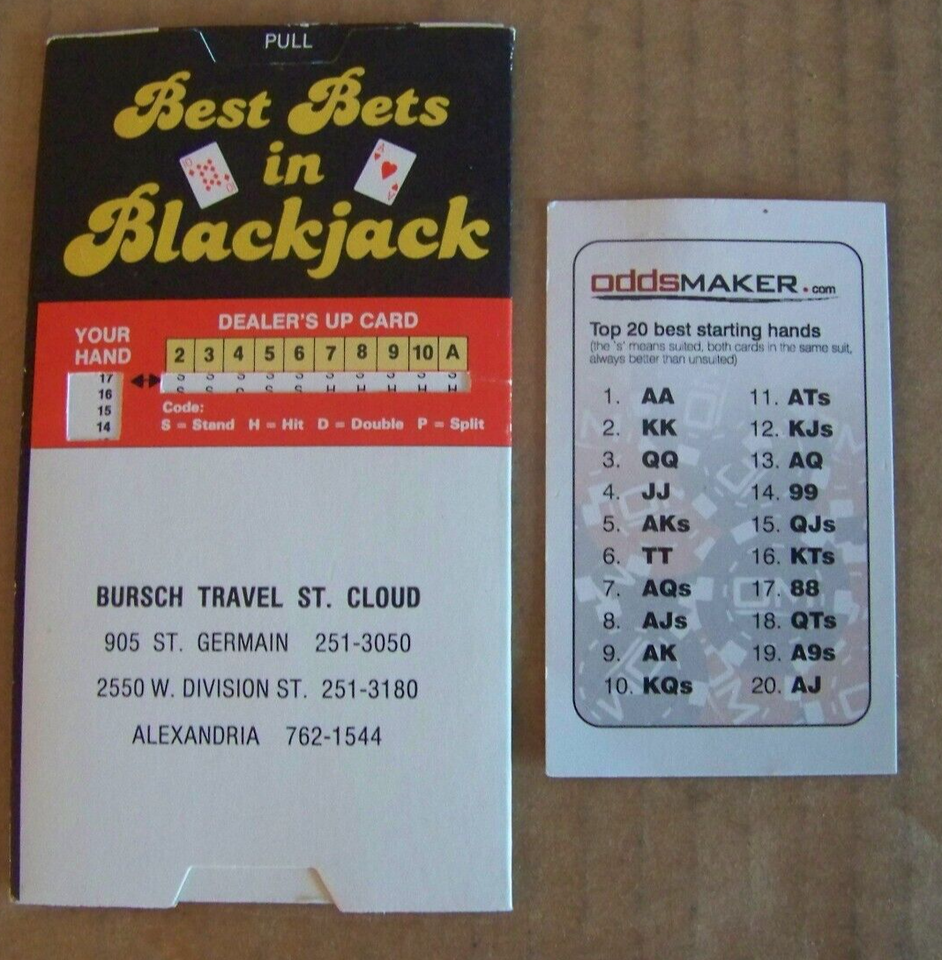 PULL
Best Bets
in
Blackjack
DEALER'S UP CARD
YOUR
HAND
2 3 4 5 6 7 8 9 10 A
17
16
15
14
Code:
S = Stand H = Hit D = Double P = Split
BURSCH TRAVEL ST. CLOUD
905 ST. GERMAIN 251-3050
2550 W. DIVISION ST. 251-3180
ALEXANDRIA 762-1544
oddsMAKER.com
Top 20 best starting hands
(the 's' means suited, both cards in the same suit,
always better than unsuited)
1. AA
2. KK
3. QQ
4. JJ
5. AKs
6. TT
7. AQs
8. AJs
9. AK
10. KQs
11. ATs
12. KJs
13. AQ
14. 99
15. QJs
16. KTs
17. 88
18. QTs
19. A9s
20. AJ